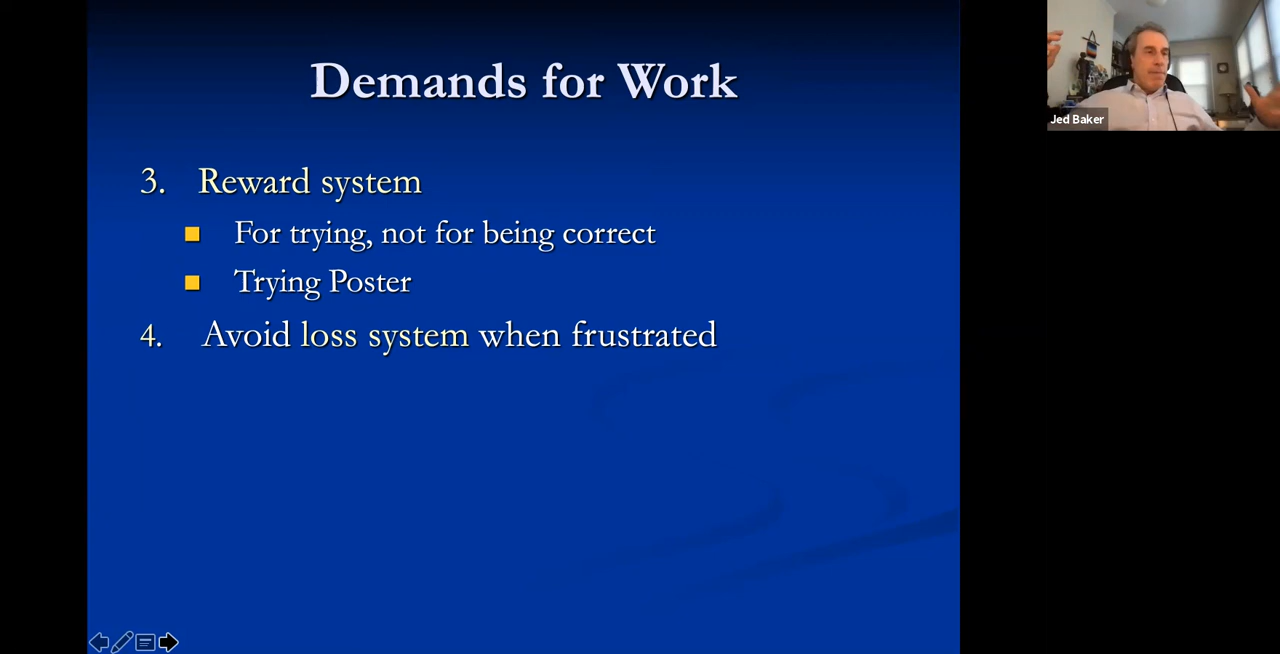 Demands for Work
3. Reward system
For trying, not for being correct
Trying Poster
4. Avoid loss system when frustrated
Jed Baker